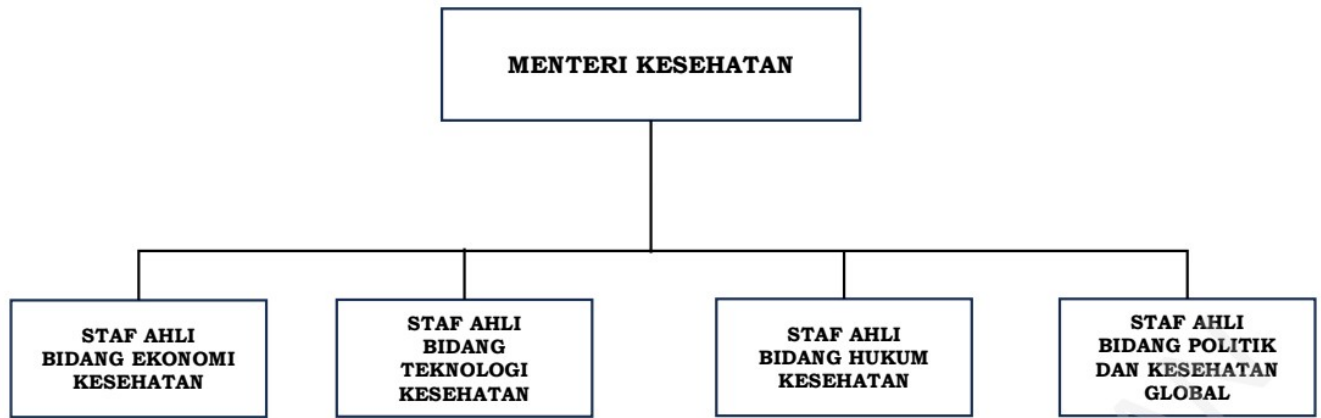 MENTERI KESEHATAN
STAF AHLI
BIDANG EKONOMI
KESEHATAN
STAF AHLI
BIDANG
TEKNOLOGI
KESEHATAN
STAF AHLI
BIDANG HUKUM
KESEHATAN
STAF AHLI
BIDANG POLITIK
DAN KESEHATAN
GLOBAL